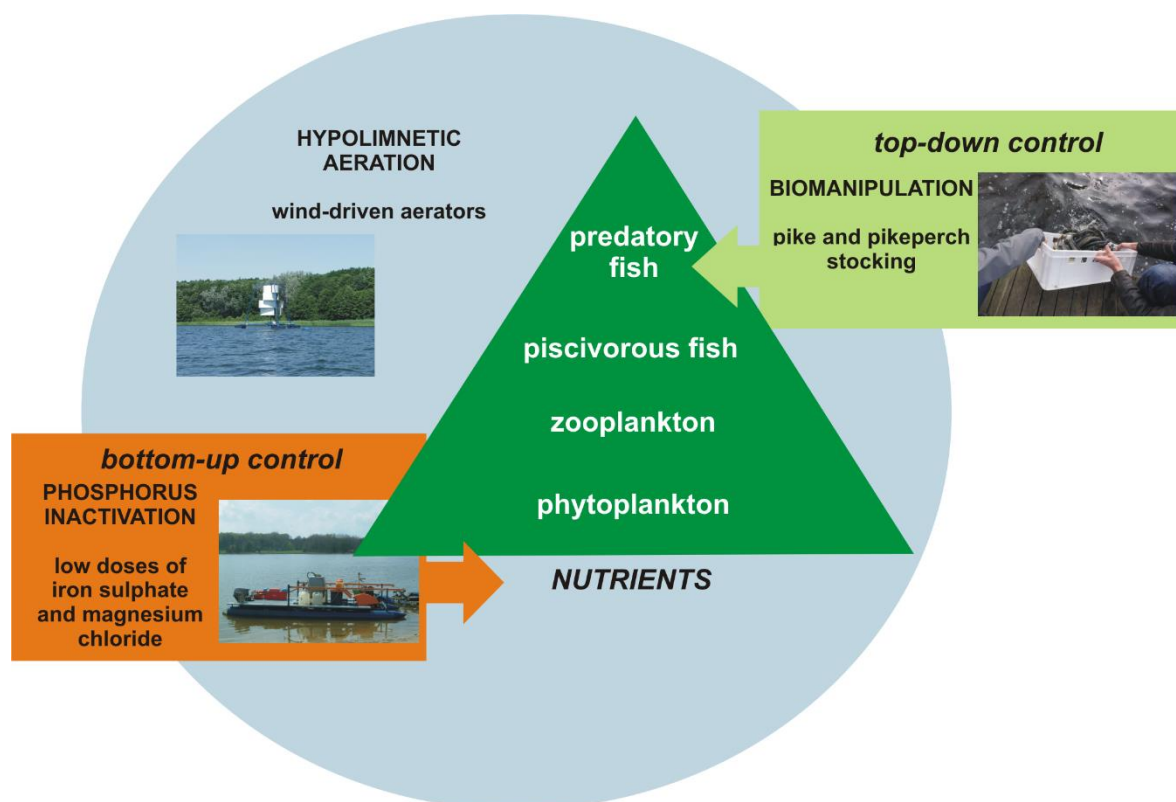 HYPOLIMNETIC
AERATION
wind-driven aerators
top-down control
BIOMANIPULATION
pike and pikeperch
stocking
predatory
fish
piscivorous fish
zooplankton
phytoplankton
bottom-up control
PHOSPHORUS
INACTIVATION
low doses of
iron sulphate
and magnesium
chloride
NUTRIENTS